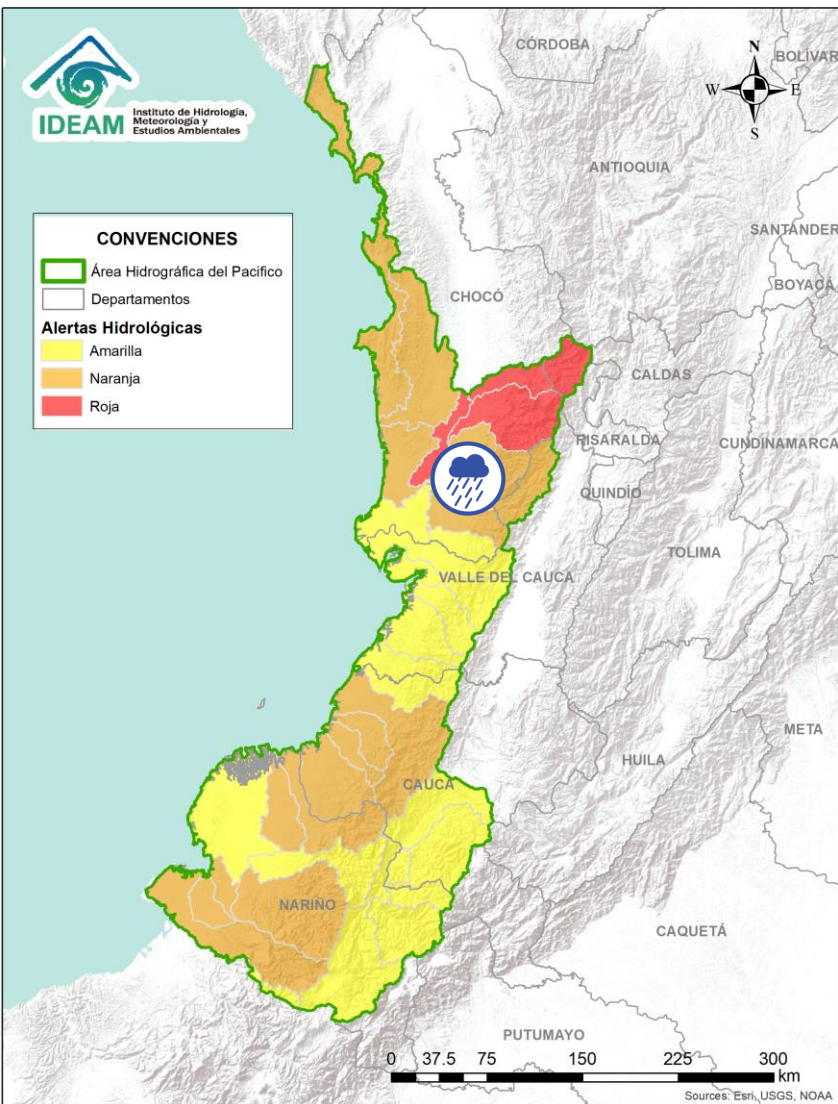 IDEAM
Instituto de Hidrología,
Meteorología y
Estudios Ambientales
CONVENCIONES
Área Hidrográfica del Pacifico
Departamentos
Alertas Hidrológicas
Amarilla
Naranja
Roja
N
W
E
S
CÓRDOBA
BOLÍVAR
ANTIOQUIA
SANTANDER
BOYACÁ
CHOCÓ
CALDAS
RISARALDA
CUNDINAMARCA
QUINDÍO
TOLIMA
VALLE DEL CAUCA
META
HUILA
CAUCA
NARIÑO
CAQUETÁ
PUTUMAYO
0 37.5 75 150 225 300
km
Sources: Esri, USGS, NOAA